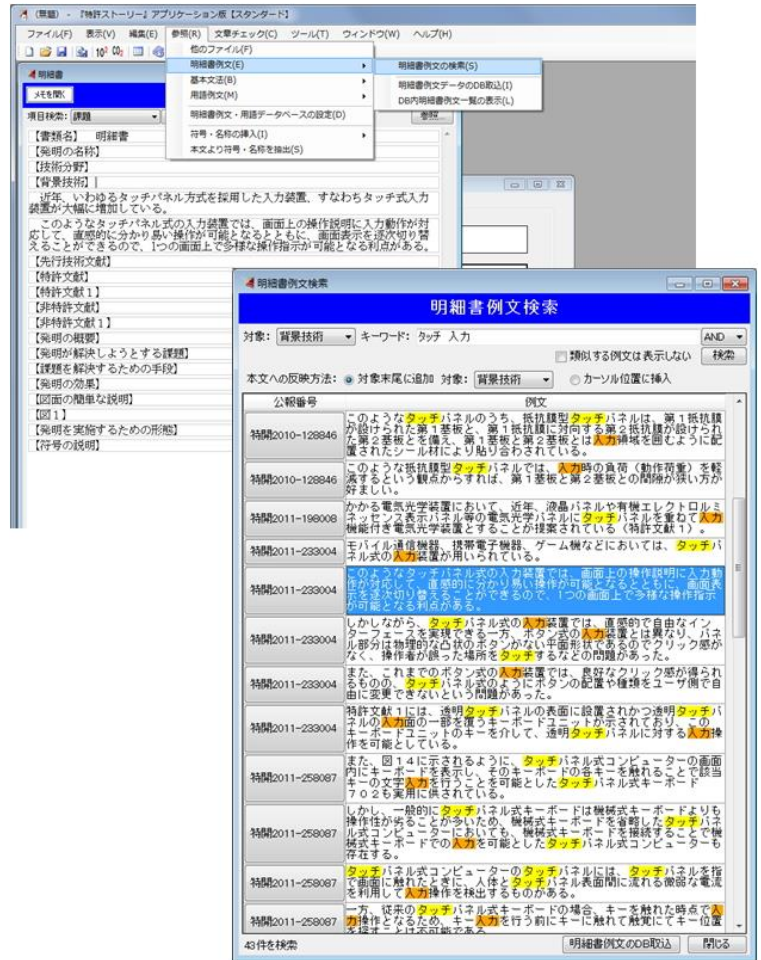 (無題) - 『特許ストーリー』アプリケーション版【スタンダード】
ファイル(F) 表示(V) 編集(E) 参照(R) 文章チェック(C) ツール(T) ウィンドウ(W) ヘルプ(H)
他のファイル(F)
明細書例文(E)
基本文法(B)
用語例文(M)
明細書例文・用語データベースの設定(D)
符号・名称の挿入(I)
本文より符号・名称を抽出(S)
明細書例文の検索(S)
明細書例文データのDB取込(I)
DB内明細書例文一覧の表示(L)
明細書
メモを開く
項目検索: 課題
参照...
【書類名】 明細書
【発明の名称】
【技術分野】
【背景技術】
近年、いわゆるタッチパネル方式を採用した入力装置、すなわちタッチ式入力
装置が大幅に増加している。
このようなタッチパネル式の入力装置では、画面上の操作説明に入力動作が対
応して、直感的に分かり易い操作が可能となるとともに、画面表示を逐次切り替
えることができるので、1つの画面上で多様な操作指示が可能となる利点がある。
【先行技術文献】
【特許文献】
【特許文献1】
【非特許文献】
【非特許文献1】
【発明の概要】
【発明が解決しようとする課題】
【課題を解決するための手段】
【発明の効果】
【図面の簡単な説明】
【図1】
【発明を実施するための形態】
【符号の説明】
明細書例文検索
明細書例文検索
対象: 背景技術 キーワード: タッチ 入力 AND
類似する例文は表示しない 検索
本文への反映方法: 対象末尾に追加 対象: 背景技術 カーソル位置に挿入
公報番号 例文
特開2010-128846
このようなタッチパネルのうち、抵抗膜型タッチパネルは、第1抵抗膜
が設けられた第1基板と、第1抵抗膜に対向する第2抵抗膜が設けられ
た第2基板とを備え、第1基板と第2基板とは入力領域を囲むように配
置されたシール材により貼り合わされている。
特開2010-128846
このような抵抗膜型タッチパネルでは、入力時の負荷(動作荷重)を軽
減するという観点からすれば、第1基板と第2基板との間隙が狭い方が
好ましい。
特開2011-198008
かかる電気光学装置において、近年、液晶パネルや有機エレクトロルミ
ネッセンス表示パネル等の電気光学パネルにタッチパネルを重ねて入力
機能付き電気光学装置とすることが提案されている(特許文献1)。
特開2011-233004
モバイル通信機器、携帯電子機器、ゲーム機などにおいては、タッチパ
ネル式の入力装置が用いられている。
特開2011-233004
このようなタッチパネル式の入力装置では、画面上の操作説明に入力動
作が対応して、直感的に分かり易い操作が可能となるとともに、画面表
示を逐次切り替えることができるので、1つの画面上で多様な操作指示
が可能となる利点がある。
特開2011-233004
しかしながら、タッチパネル式の入力装置では、直感的で自由なイン
ターフェースを実現できる一方、ボタン式の入力装置とは異なり、パネ
ル部分は物理的な凸状のボタンがない平面形状であるのでクリック感が
なく、操作者が誤った場所をタッチするなどの問題があった。
特開2011-233004
また、これまでのボタン式の入力装置では、良好なクリック感が得られ
るものの、タッチパネル式のようにボタンの配置や種類をユーザ側で自
由に変更できないという問題があった。
特開2011-233004
特許文献1には、透明タッチパネルの表面に設置されかつ透明タッチパ
ネルの入力面の一部を覆うキーボードユニットが示されており、この
キーボードユニットのキーを介して、透明タッチパネルに対する入力操
作を可能としている。
特開2011-258087
また、図14に示されるように、タッチパネル式コンピューターの画面
内にキーボードを表示し、そのキーボードの各キーを触れることで該当
キーの文字入力を行うことを可能としたタッチパネル式キーボード
702も実用に供されている。
特開2011-258087
しかし、一般的にタッチパネル式キーボードは機械式キーボードよりも
操作性が劣ることが多いため、機械式キーボードを省略したタッチパネ
ル式コンピューターにおいても、機械式キーボードを接続することで機
械式キーボードでの入力を可能としたタッチパネル式コンピューターも
存在する。
特開2011-258087
タッチパネル式コンピューターのタッチパネルには、タッチパネルを指
で画面に触れたときに、人体とタッチパネル表面間に流れる微弱な電流
を利用して入力操作を検出するものがある。
特開2011-258087
一方、従来のタッチパネル式キーボードの場合、キーを触れた時点で入
力操作となるため、キー入力を行う前にキーに触れて触覚にてキー位置
を探すことは不可能である
43件を検索 明細書例文のDB取込 閉じる